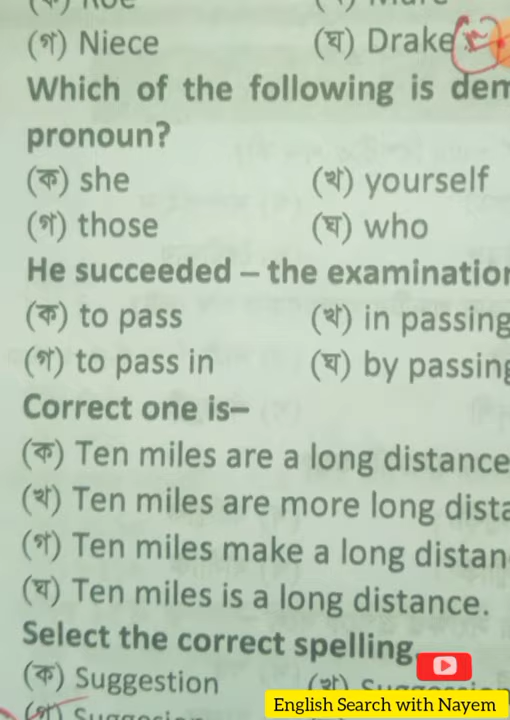 (ক) Roe
(গ) Niece (ঘ) Drake
Which of the following is dem
pronoun?
(ক) she (খ) yourself
(গ) those (ঘ) who
He succeeded – the examination
(ক) to pass (খ) in passing
(গ) to pass in (ঘ) by passing
Correct one is–
(ক) Ten miles are a long distance
(খ) Ten miles are more long dista
(গ) Ten miles make a long distan
(ঘ) Ten miles is a long distance.
Select the correct spelling
(ক) Suggestion (খ)
(গ)
English Search with Nayem